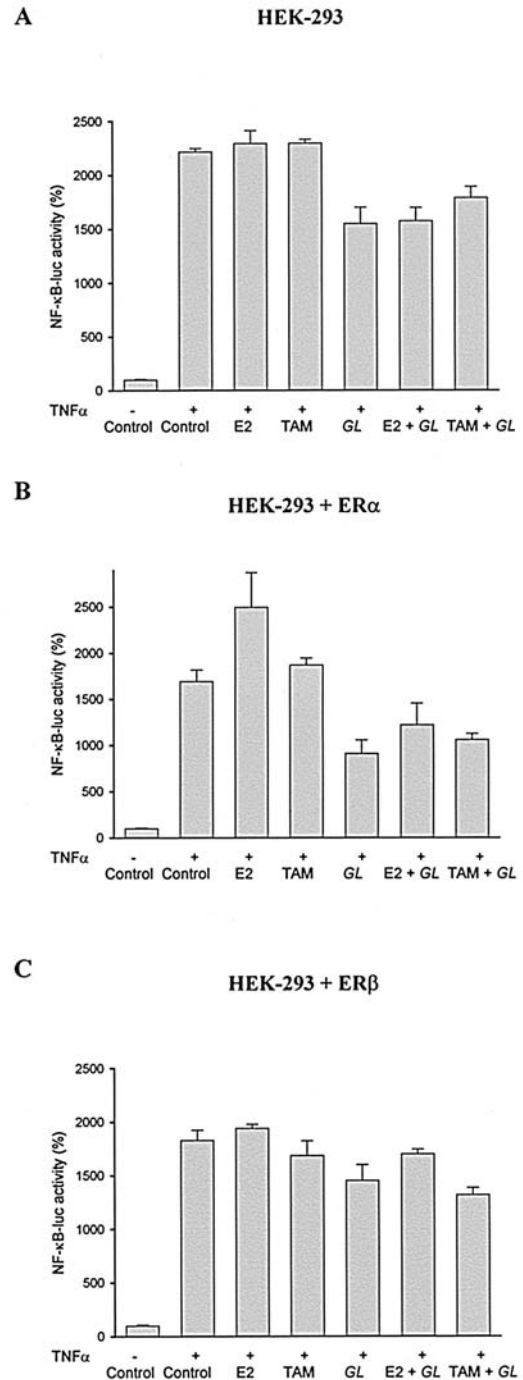 A
HEK-293
NF-κB-luc activity (%)
2500
2000
1500
1000
500
0
TNFα - + + + + + +
Control Control E2 TAM GL E2 + GL TAM + GL
B
HEK-293 + ERα
NF-κB-luc activity (%)
2500
2000
1500
1000
500
0
TNFα - + + + + + +
Control Control E2 TAM GL E2 + GL TAM + GL
C
HEK-293 + ERβ
NF-κB-luc activity (%)
2500
2000
1500
1000
500
0
TNFα - + + + + + +
Control Control E2 TAM GL E2 + GL TAM + GL